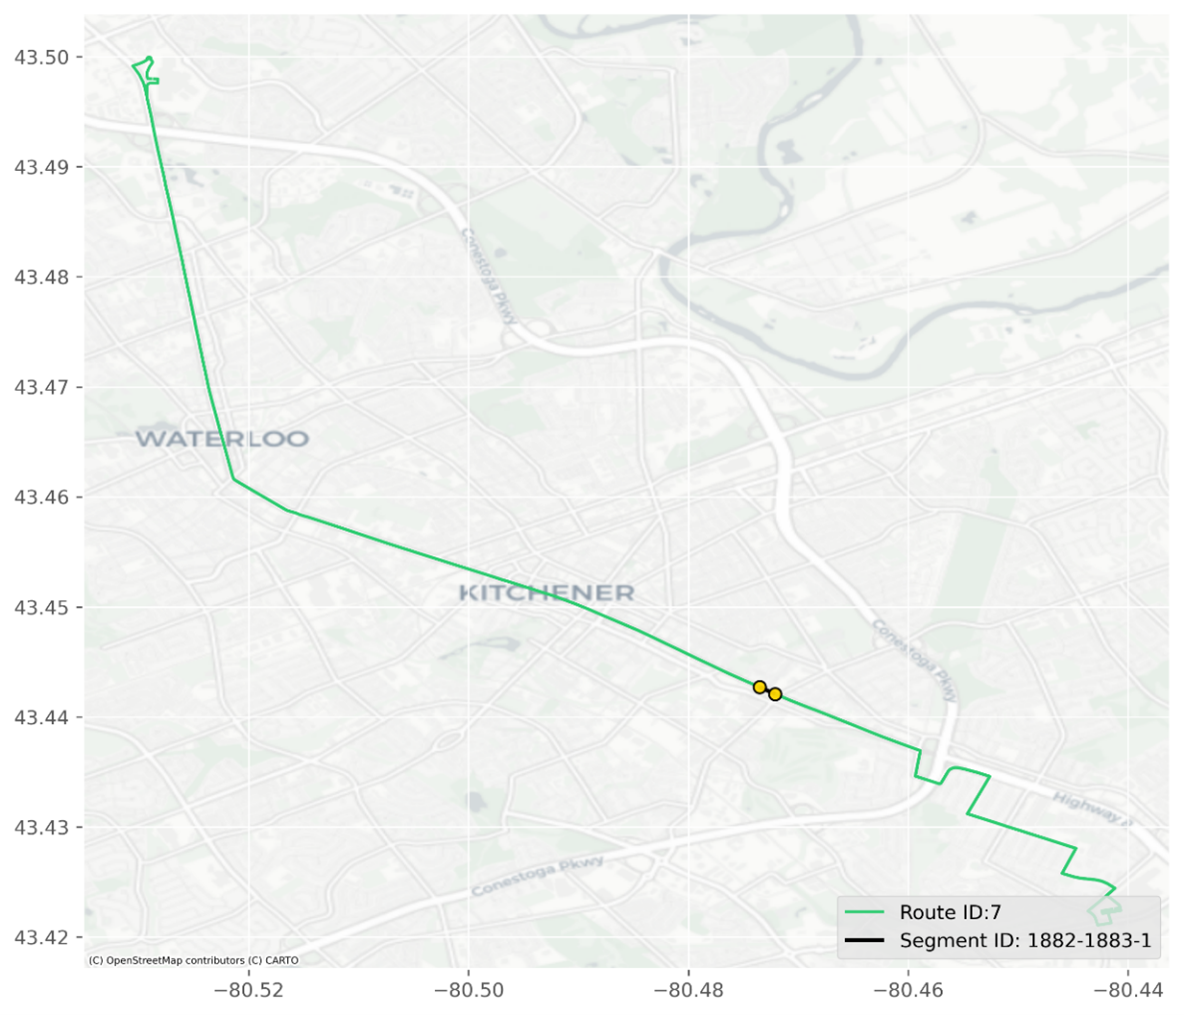 43.50
43.49
43.48
43.47
43.46
43.45
43.44
43.43
43.42
Conestoga Pkwy
WATERLOO
KITCHENER
Conestoga Pkwy
Highway
Conestoga Pkwy
Route ID:7
Segment ID: 1882-1883-1
(C) OpenStreetMap contributors (C) CARTO
−80.52
−80.50
−80.48
−80.46
−80.44